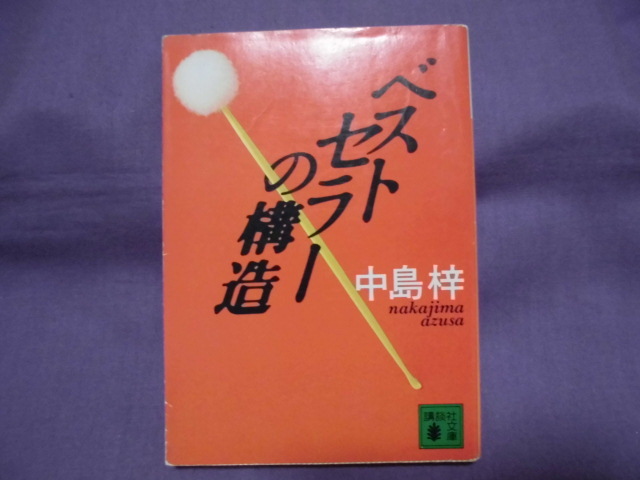 ベスト
セラー
の構造
中島梓
nakajima
azusa
講談社
文庫